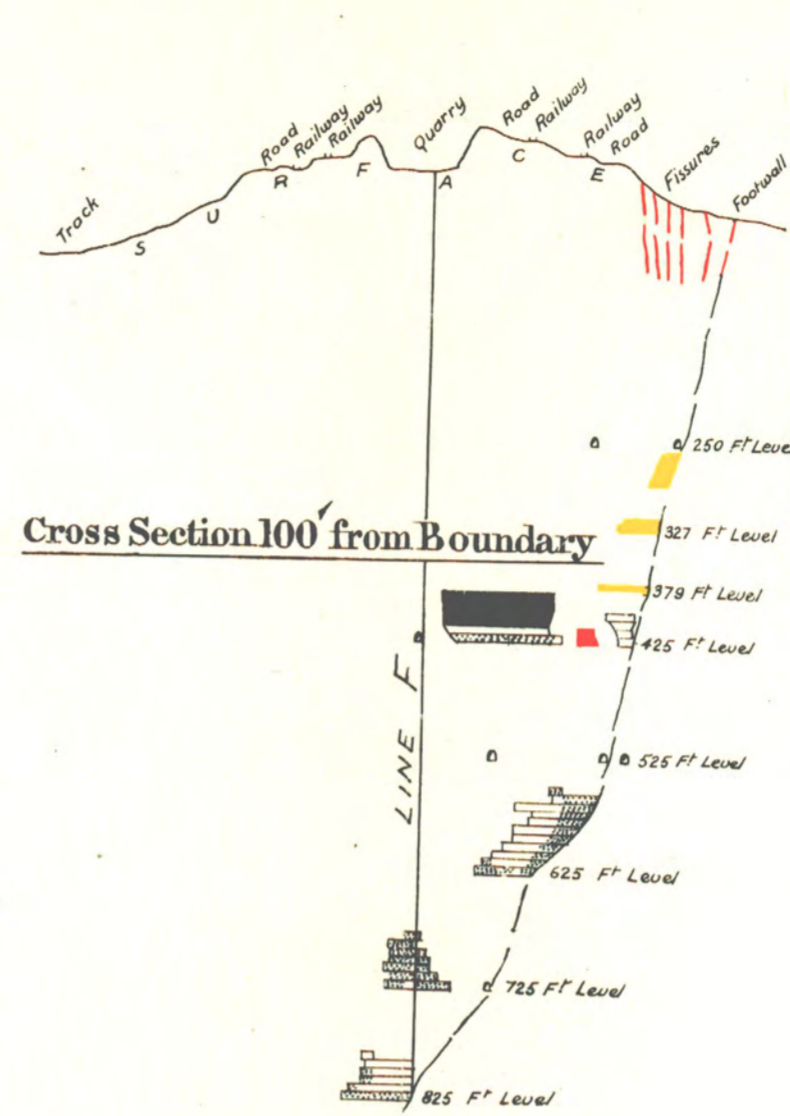 Track
Road
Railway
Railway
Quarry
Road
Railway
Railway
Road
Fissures
Footwall
S U R F A C E
250 Ft Level
Cross Section 100' from Boundary
327 Ft Level
379 Ft Level
425 Ft Level
LINE F
525 Ft Level
625 Ft Level
725 Ft Level
825 Ft Level